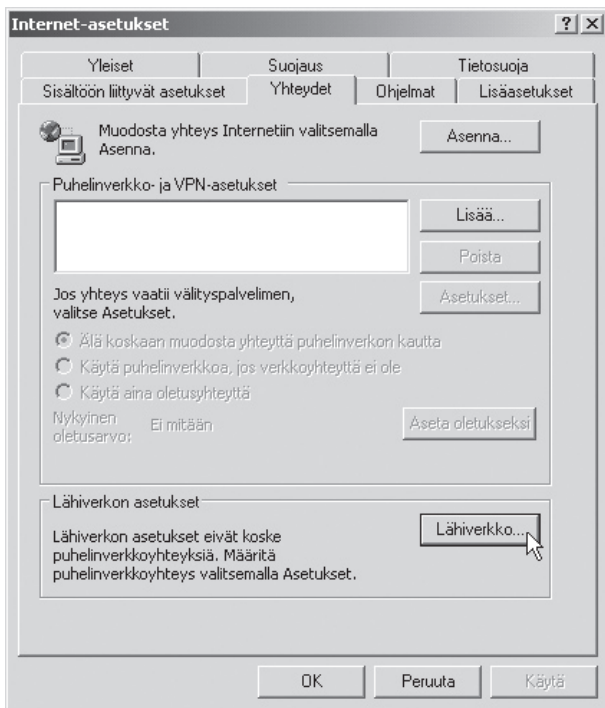 Internet-asetukset
Yleiset
Suojaus
Tietosuoja
Sisältöön liittyvät asetukset
Yhteydet
Ohjelmat
Lisäasetukset
Muodosta yhteys Internetiin valitsemalla
Asenna.
Asenna...
Puhelinverkko- ja VPN-asetukset
Lisää...
Poista
Jos yhteys vaatii välityspalvelimen,
valitse Asetukset.
Asetukset...
Älä koskaan muodosta yhteyttä puhelinverkon kautta
Käytä puhelinverkkoa, jos verkkoyhteyttä ei ole
Käytä aina oletusyhteyttä
Nykyinen
oletusarvo:
Ei mitään
Aseta oletukseksi
Lähiverkon asetukset
Lähiverkon asetukset eivät koske
puhelinverkkoyhteyksiä. Määritä
puhelinverkkoyhteys valitsemalla Asetukset.
Lähiverkko...
OK
Peruuta
Käytä